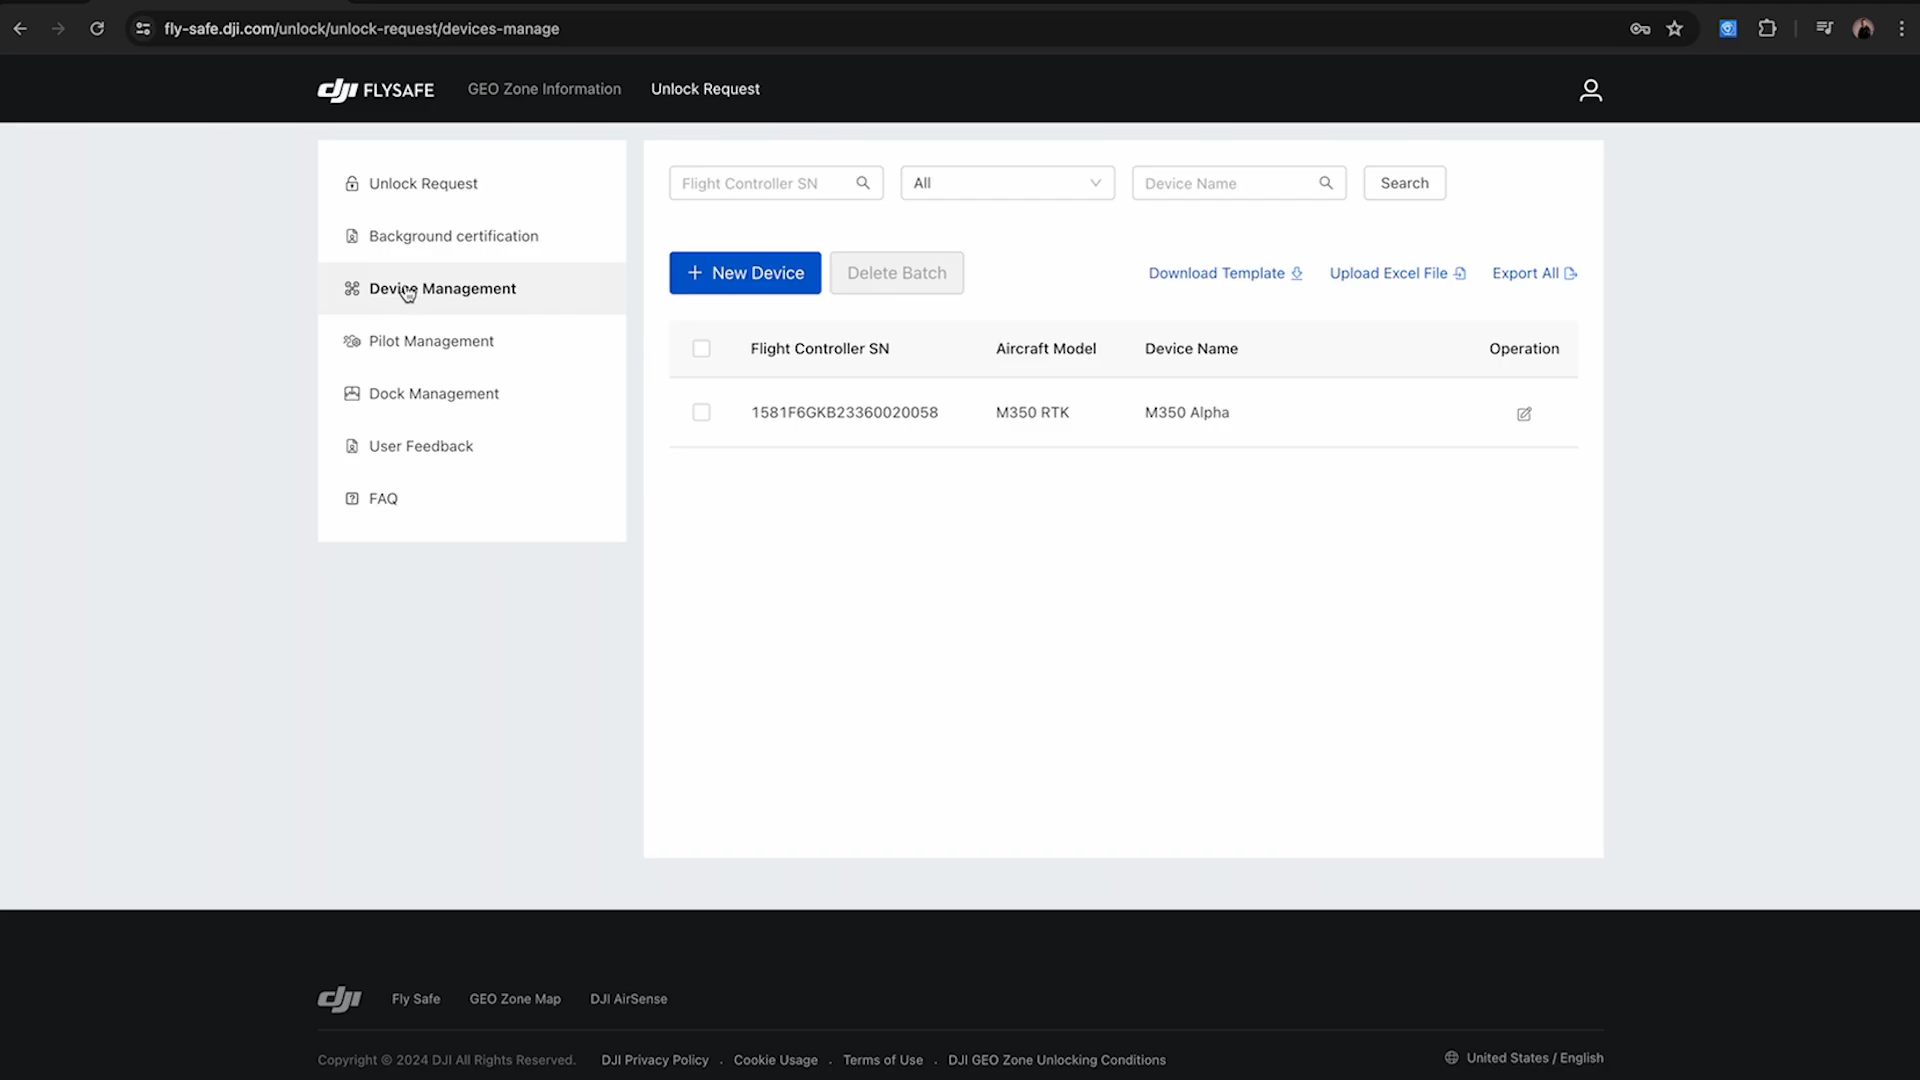 fly-safe.dji.com/unlock/unlock-request/devices-manage
dji FLYSAFE GEO Zone Information Unlock Request
Unlock Request
Background certification
Device Management
Pilot Management
Dock Management
User Feedback
FAQ
Flight Controller SN All Device Name Search
+ New Device Delete Batch Download Template Upload Excel File Export All
Flight Controller SN Aircraft Model Device Name Operation
1581F6GKB23360020058 M350 RTK M350 Alpha
dji Fly Safe GEO Zone Map DJI AirSense
Copyright © 2024 DJI All Rights Reserved. DJI Privacy Policy . Cookie Usage . Terms of Use . DJI GEO Zone Unlocking Conditions United States / English